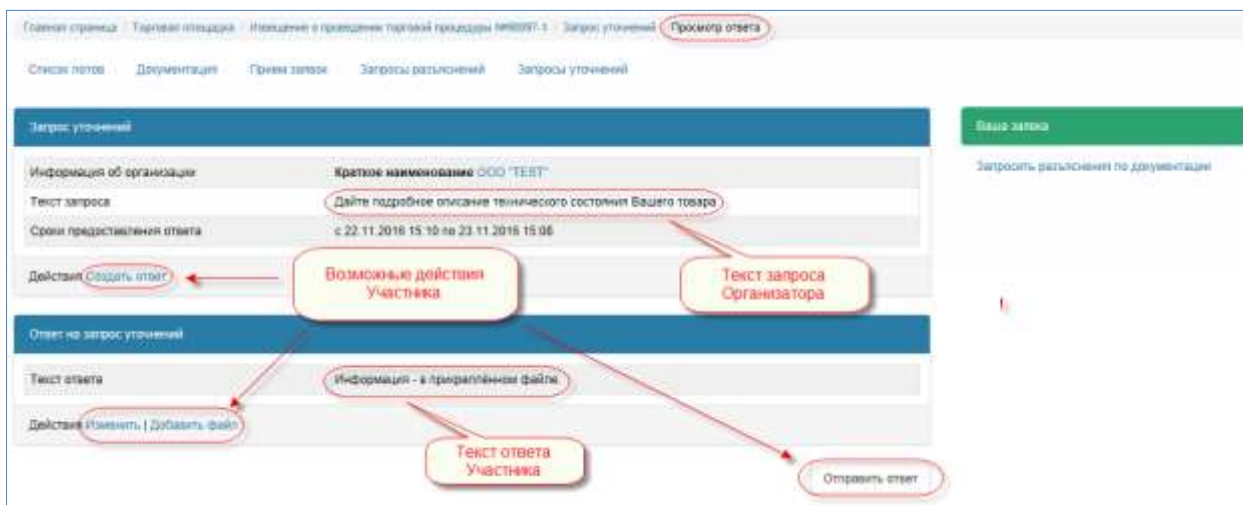 Главная страница / Торговая площадка / Извещение о проведении торговой процедуры №90097-1 / Запрос уточнений / Просмотр ответа
Список лотов Документация Прием заявок Запросы разъяснений Запросы уточнений
Запрос уточнений
Ваша заявка
Информация об организации Краткое наименование ООО "TEST"
Запросить разъяснения по документации
Текст запроса Дайте подробное описание технического состояния Вашего товара
Сроки предоставления ответа с 22.11.2016 15:10 по 23.11.2016 15:08
Действия Создать ответ
Возможные действия
Участника
Текст запроса
Организатора
Ответ на запрос уточнений
Текст ответа Информация - в прикреплённом файле.
Действия Изменить | Добавить файл
Текст ответа
Участника
Отправить ответ